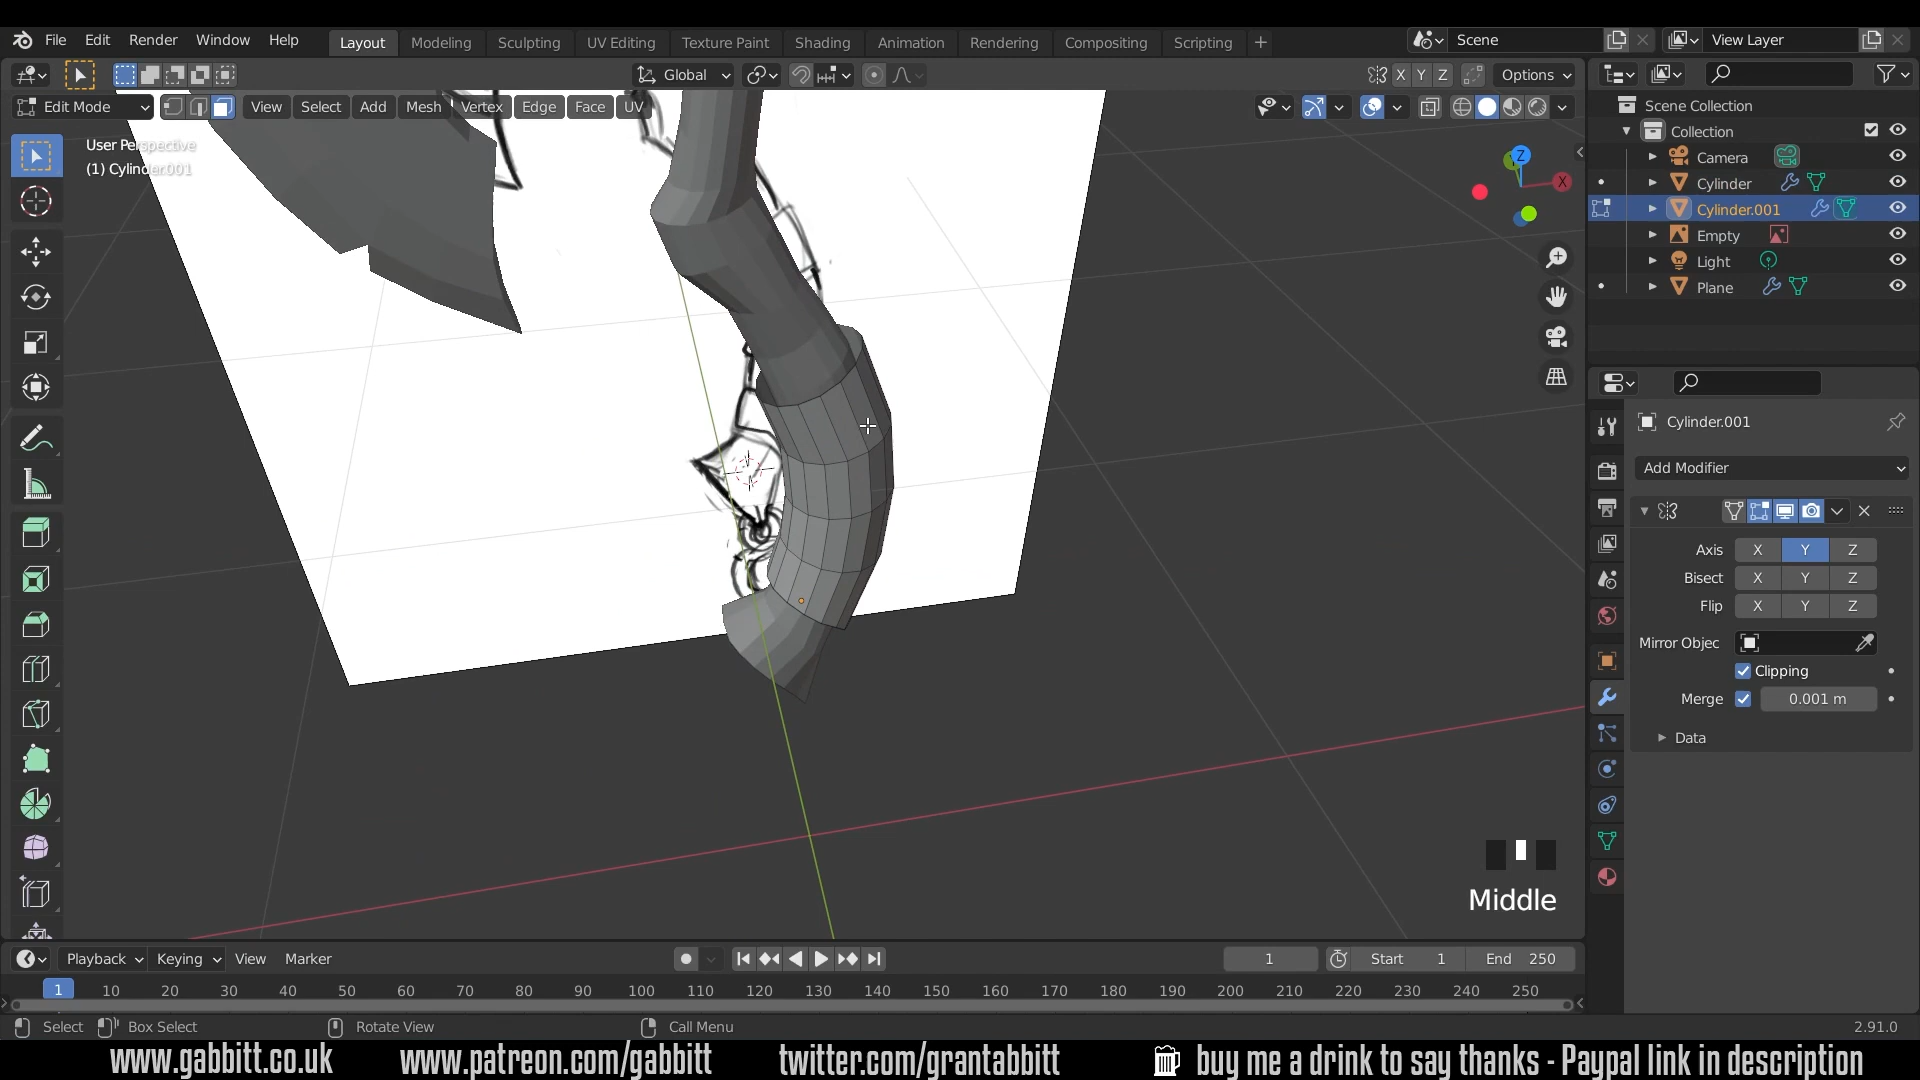 File Edit Render Window Help Layout Modeling Sculpting UV Editing Texture Paint Shading Animation Rendering Compositing Scripting + Scene View Layer
Global X Y Z Options
Edit Mode View Select Add Mesh Vertex Edge Face UV
User Perspective
(1) Cylinder.001
Z
X
Scene Collection
Collection
Camera
Cylinder
Cylinder.001
Empty
Light
Plane
Cylinder.001
Add Modifier
Axis X Y Z
Bisect X Y Z
Flip X Y Z
Mirror Objec
Clipping
Merge 0.001 m
Data
Middle
Playback Keying View Marker 1 Start 1 End 250
1 10 20 30 40 50 60 70 80 90 100 110 120 130 140 150 160 170 180 190 200 210 220 230 240 250
Select Box Select Rotate View Call Menu 2.91.0
www.gabbitt.co.uk www.patreon.com/gabbitt twitter.com/grantabbitt buy me a drink to say thanks - Paypal link in description